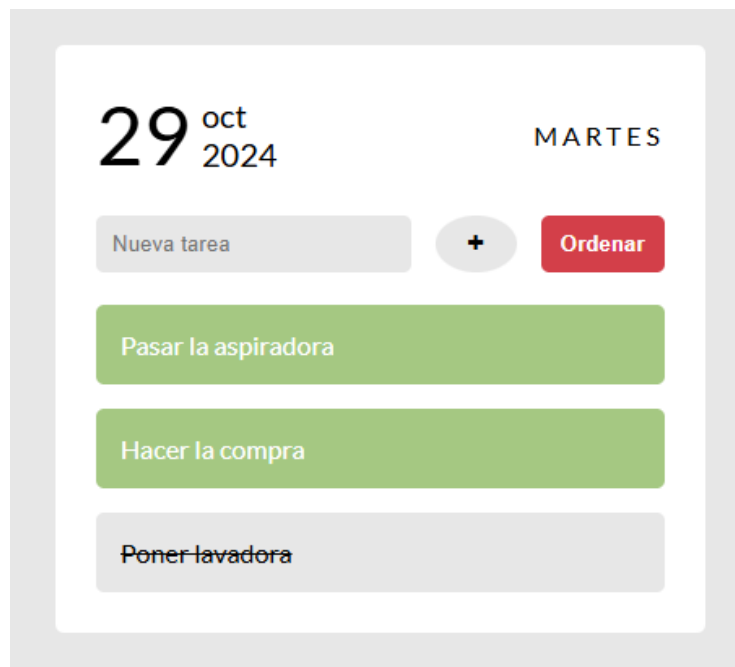 29 oct
2024
MARTES
Nueva tarea
+
Ordenar
Pasar la aspiradora
Hacer la compra
Poner lavadora